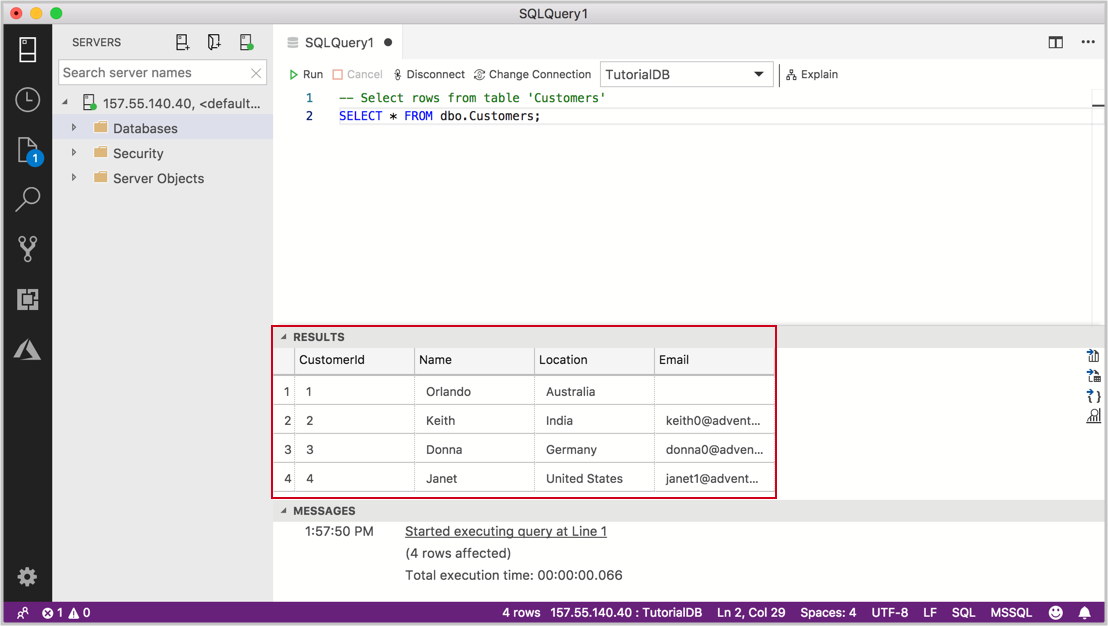 SQLQuery1
SERVERS
Search server names
157.55.140.40, <default...
Databases
Security
Server Objects
1
SQLQuery1
Run Cancel Disconnect Change Connection TutorialDB Explain
1 -- Select rows from table 'Customers'
2 SELECT * FROM dbo.Customers;
RESULTS
CustomerId Name Location Email
1 1 Orlando Australia
2 2 Keith India keith0@advent...
3 3 Donna Germany donna0@adven...
4 4 Janet United States janet1@advent...
MESSAGES
1:57:50 PM Started executing query at Line 1
(4 rows affected)
Total execution time: 00:00:00.066
1 0 4 rows 157.55.140.40 : TutorialDB Ln 2, Col 29 Spaces: 4 UTF-8 LF SQL MSSQL